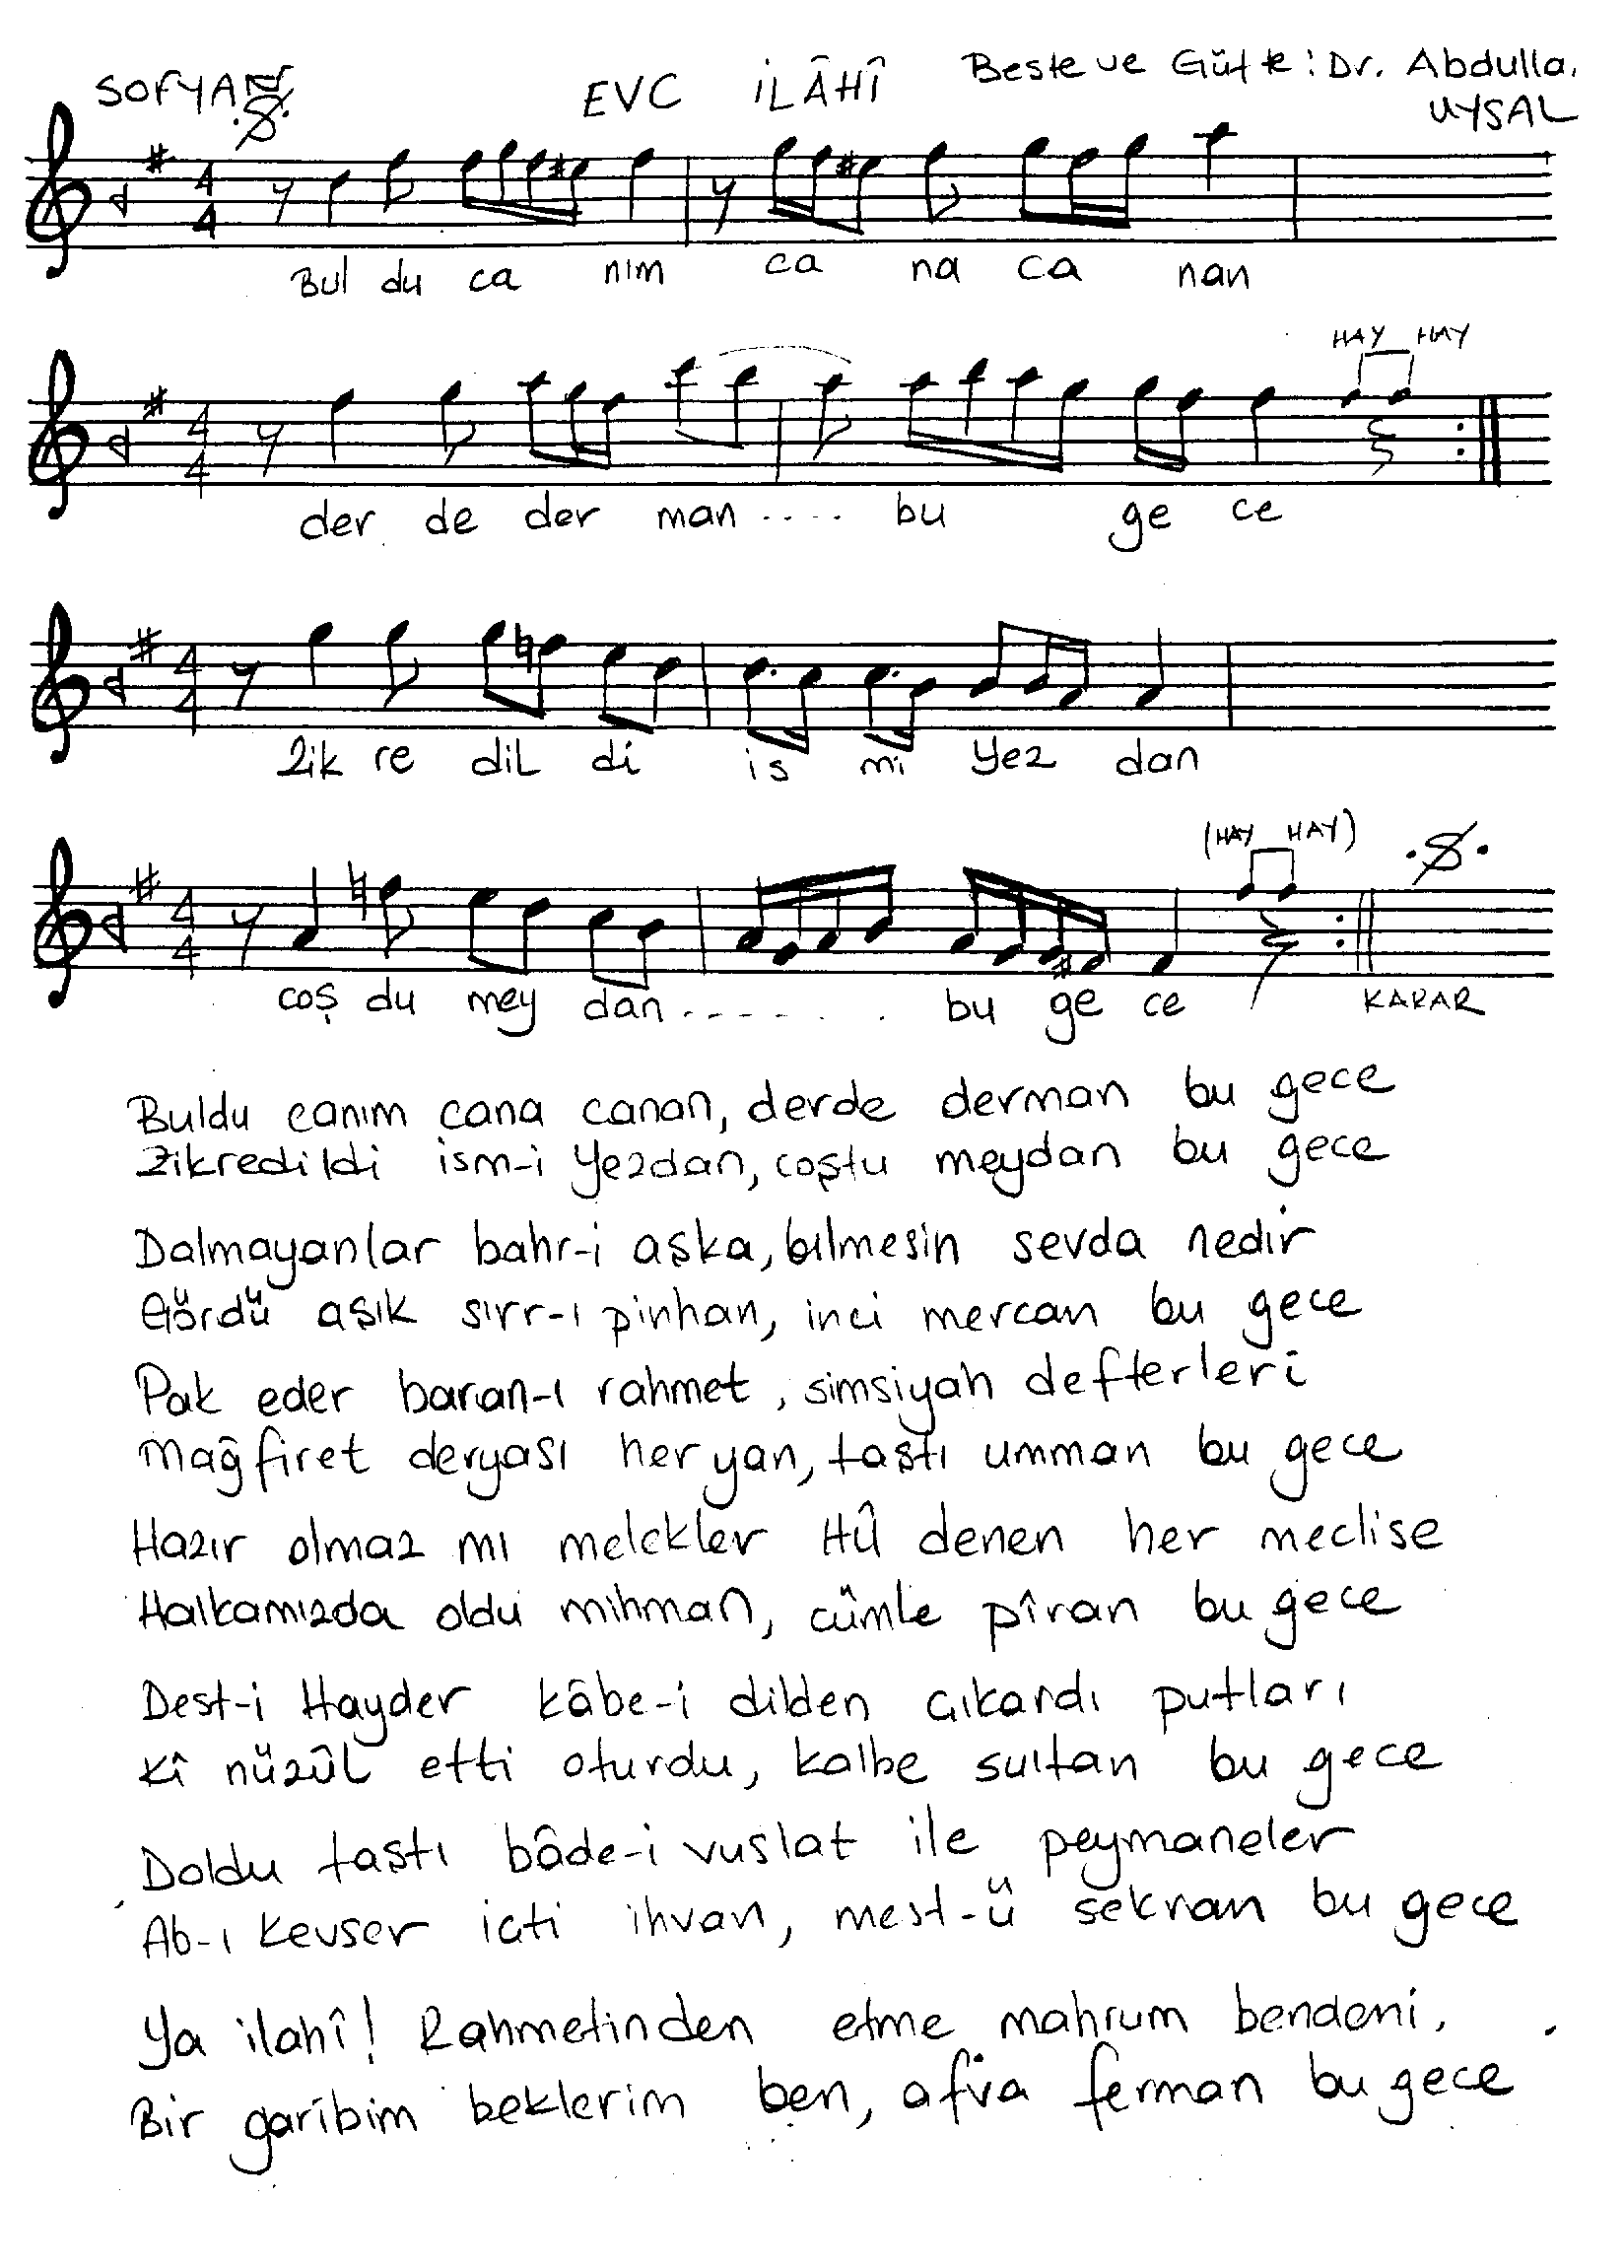 SOFYAN
EVC İLÂHÎ
Beste ve Güfte: Dr. Abdulla.
UYSAL
Bul du ca nım ca na ca nan
HAY HAY
der de der man .... bu ge ce
Zik re dil di is mi Yez dan
(HAY HAY)
coş du mey dan ...... bu ge ce KARAR
Buldu canım cana canan, derde derman bu gece
Zikredildi ism-i Yezdan, coştu meydan bu gece
Dalmayanlar bahr-i aşka, bilmesin sevda nedir
Gördü aşık sırr-ı pinhan, inci mercan bu gece
Pak eder baran-ı rahmet, simsiyah defterleri
Mağfiret deryası her yan, taştı umman bu gece
Hazır olmaz mı melekler Hû denen her meclise
Halkamızda oldu mihman, cümle pîran bu gece
Dest-i Hayder kâbe-i dilden çıkardı putları
Kî nüzûl etti oturdu, kalbe sultan bu gece
Doldu taştı bâde-i vuslat ile peymaneler
Ab-ı Kevser içti ihvan, mest-ü sekran bu gece
Ya ilahî! Rahmetinden etme mahrum bendeni,
Bir garîbim beklerim ben, afva ferman bu gece